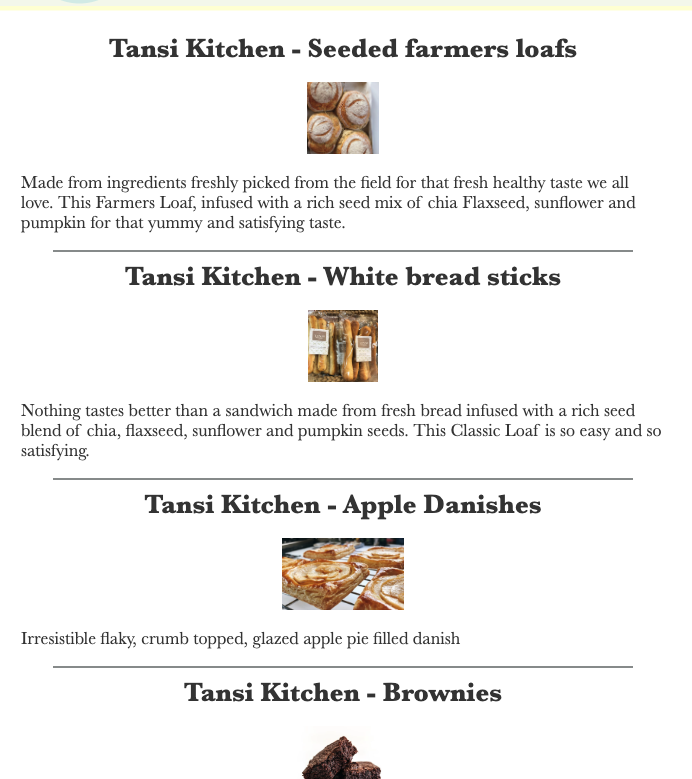 Tansi Kitchen - Seeded farmers loafs
Made from ingredients freshly picked from the field for that fresh healthy taste we all
love. This Farmers Loaf, infused with a rich seed mix of chia Flaxseed, sunflower and
pumpkin for that yummy and satisfying taste.
Tansi Kitchen - White bread sticks
Nothing tastes better than a sandwich made from fresh bread infused with a rich seed
blend of chia, flaxseed, sunflower and pumpkin seeds. This Classic Loaf is so easy and so
satisfying.
Tansi Kitchen - Apple Danishes
Irresistible flaky, crumb topped, glazed apple pie filled danish
Tansi Kitchen - Brownies